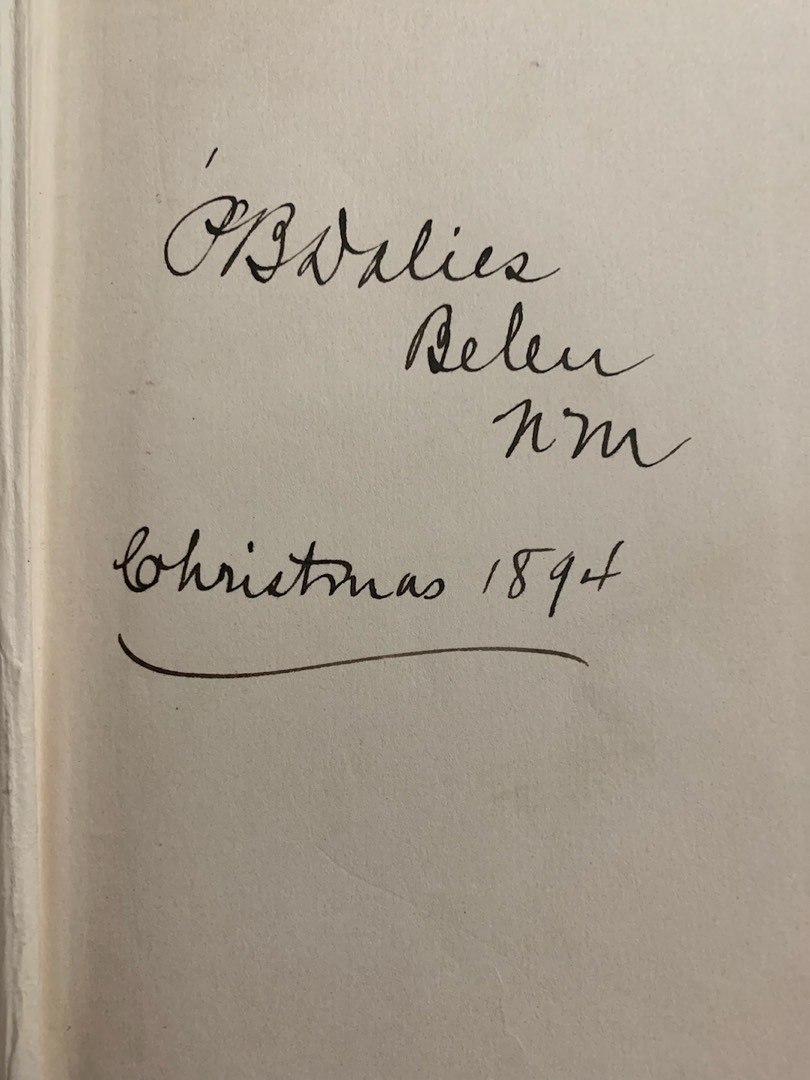 P B Dalies
Belen
N M
Christmas 1894